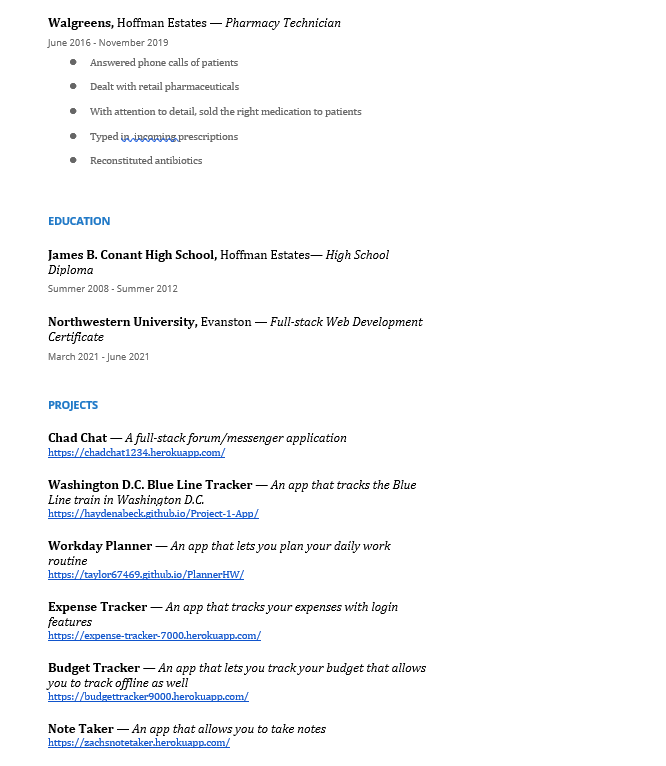 Walgreens, Hoffman Estates — Pharmacy Technician
June 2016 - November 2019
● Answered phone calls of patients
● Dealt with retail pharmaceuticals
● With attention to detail, sold the right medication to patients
● Typed in incoming prescriptions
● Reconstituted antibiotics
EDUCATION
James B. Conant High School, Hoffman Estates— High School
Diploma
Summer 2008 - Summer 2012
Northwestern University, Evanston — Full-stack Web Development
Certificate
March 2021 - June 2021
PROJECTS
Chad Chat — A full-stack forum/messenger application
https://chadchat1234.herokuapp.com/
Washington D.C. Blue Line Tracker — An app that tracks the Blue
Line train in Washington D.C.
https://haydenabeck.github.io/Project-1-App/
Workday Planner — An app that lets you plan your daily work
routine
https://taylor67469.github.io/PlannerHW/
Expense Tracker — An app that tracks your expenses with login
features
https://expense-tracker-7000.herokuapp.com/
Budget Tracker — An app that lets you track your budget that allows
you to track offline as well
https://budgettracker9000.herokuapp.com/
Note Taker — An app that allows you to take notes
https://zachsnotetaker.herokuapp.com/